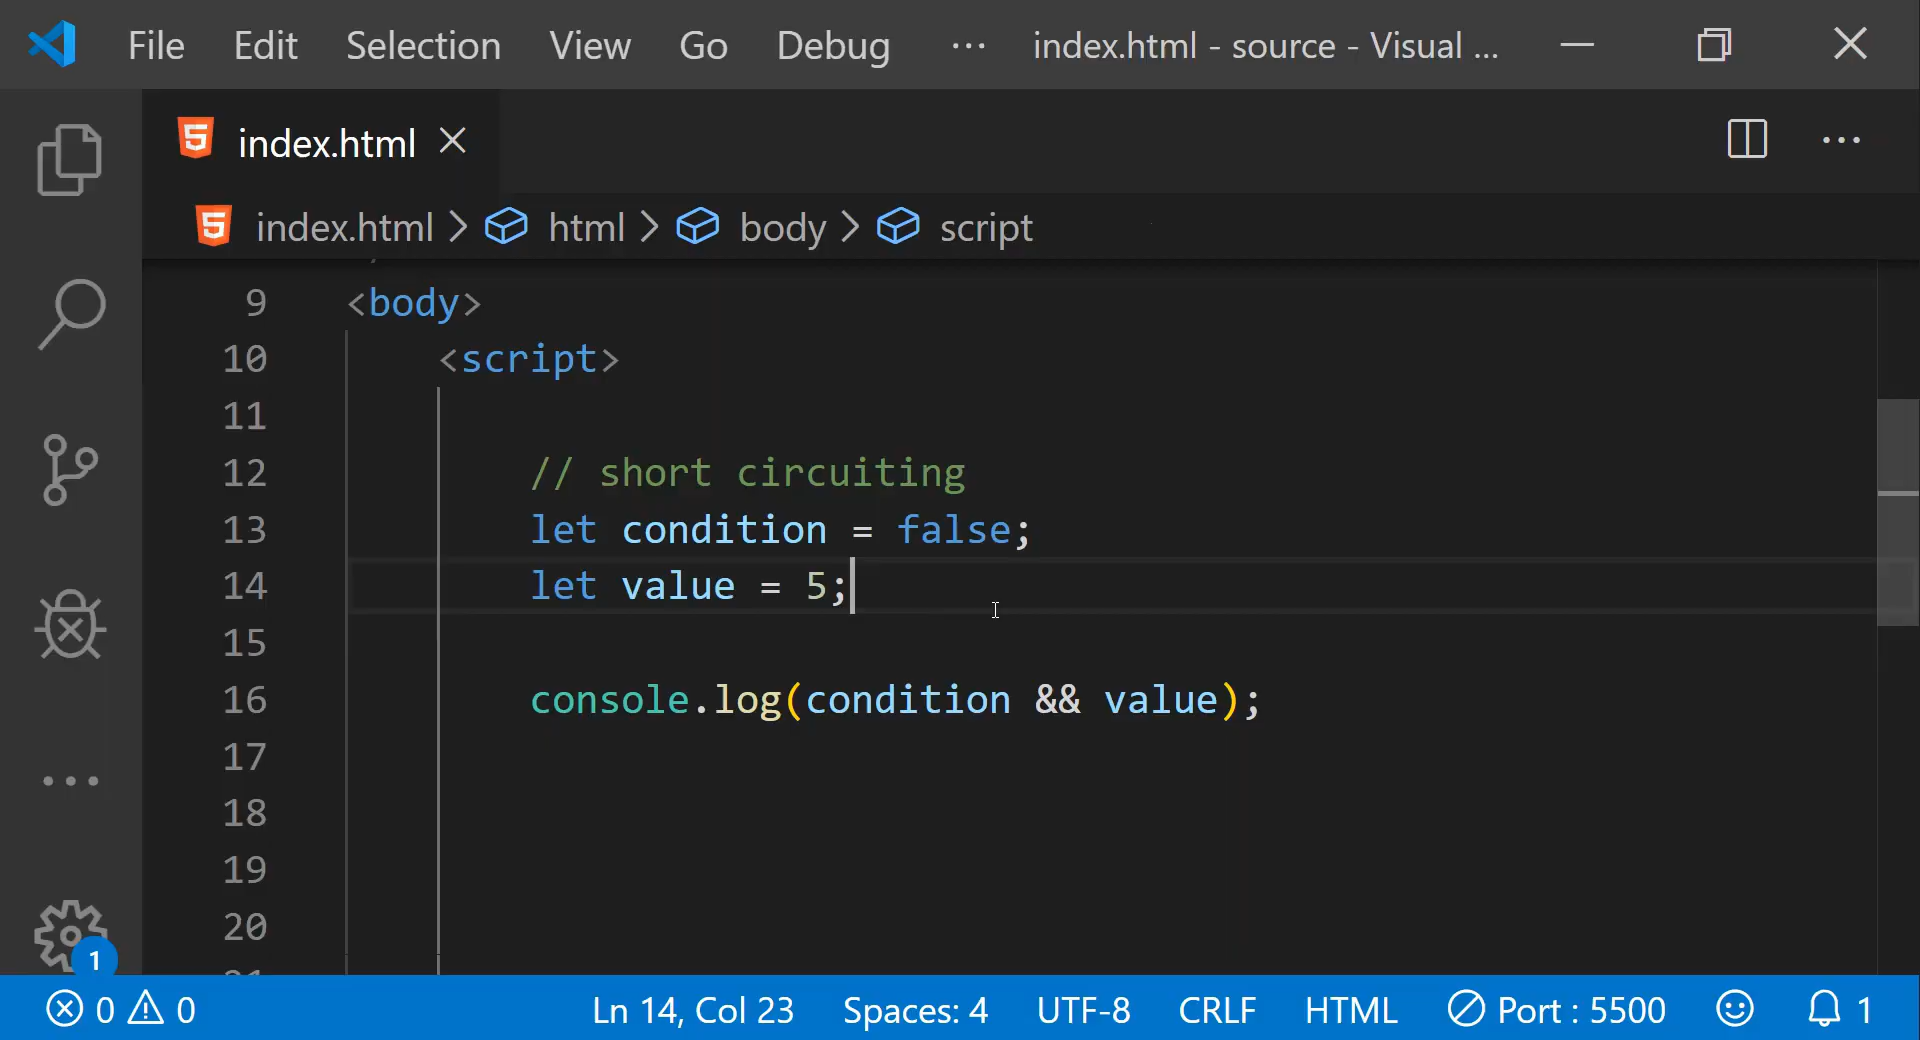 File Edit Selection View Go Debug ··· index.html - source - Visual ...
index.html
index.html > html > body > script
9 <body>
10 <script>
11
12 // short circuiting
13 let condition = false;
14 let value = 5;
15
16 console.log(condition && value);
17
18
19
20
1
0 0 Ln 14, Col 23 Spaces: 4 UTF-8 CRLF HTML Port : 5500 1